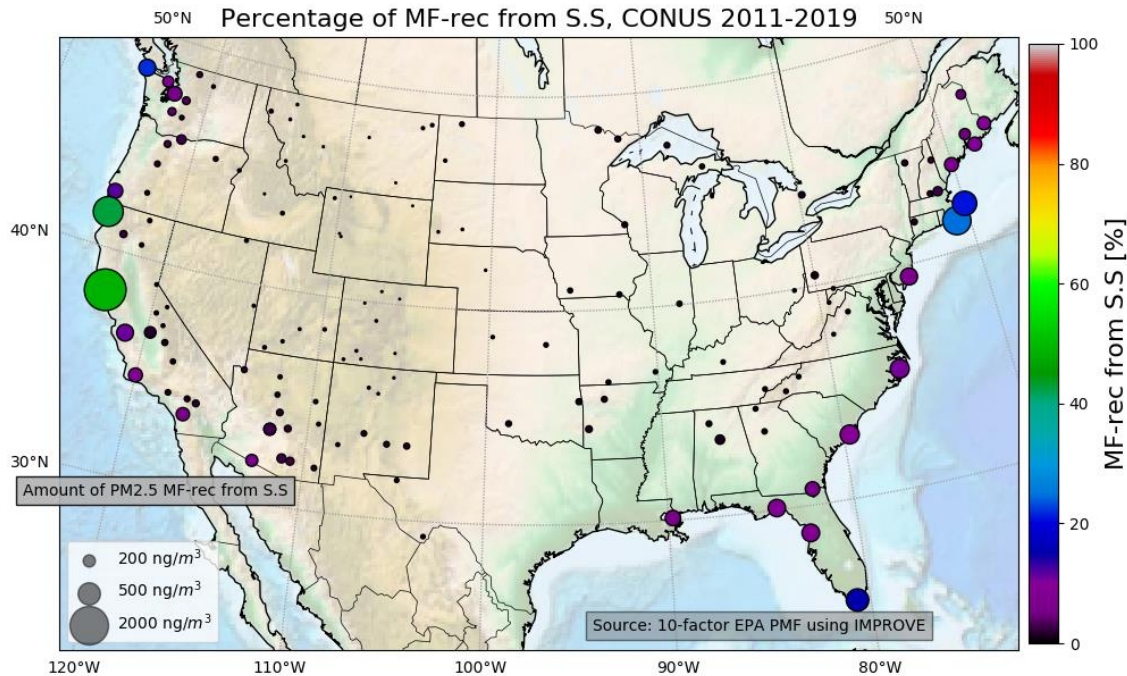 50°N Percentage of MF-rec from S.S, CONUS 2011-2019 50°N
100
80
60
40
20
0
MF-rec from S.S [%]
40°N
30°N
Amount of PM2.5 MF-rec from S.S
200 ng/m³
500 ng/m³
2000 ng/m³
Source: 10-factor EPA PMF using IMPROVE
120°W 110°W 100°W 90°W 80°W